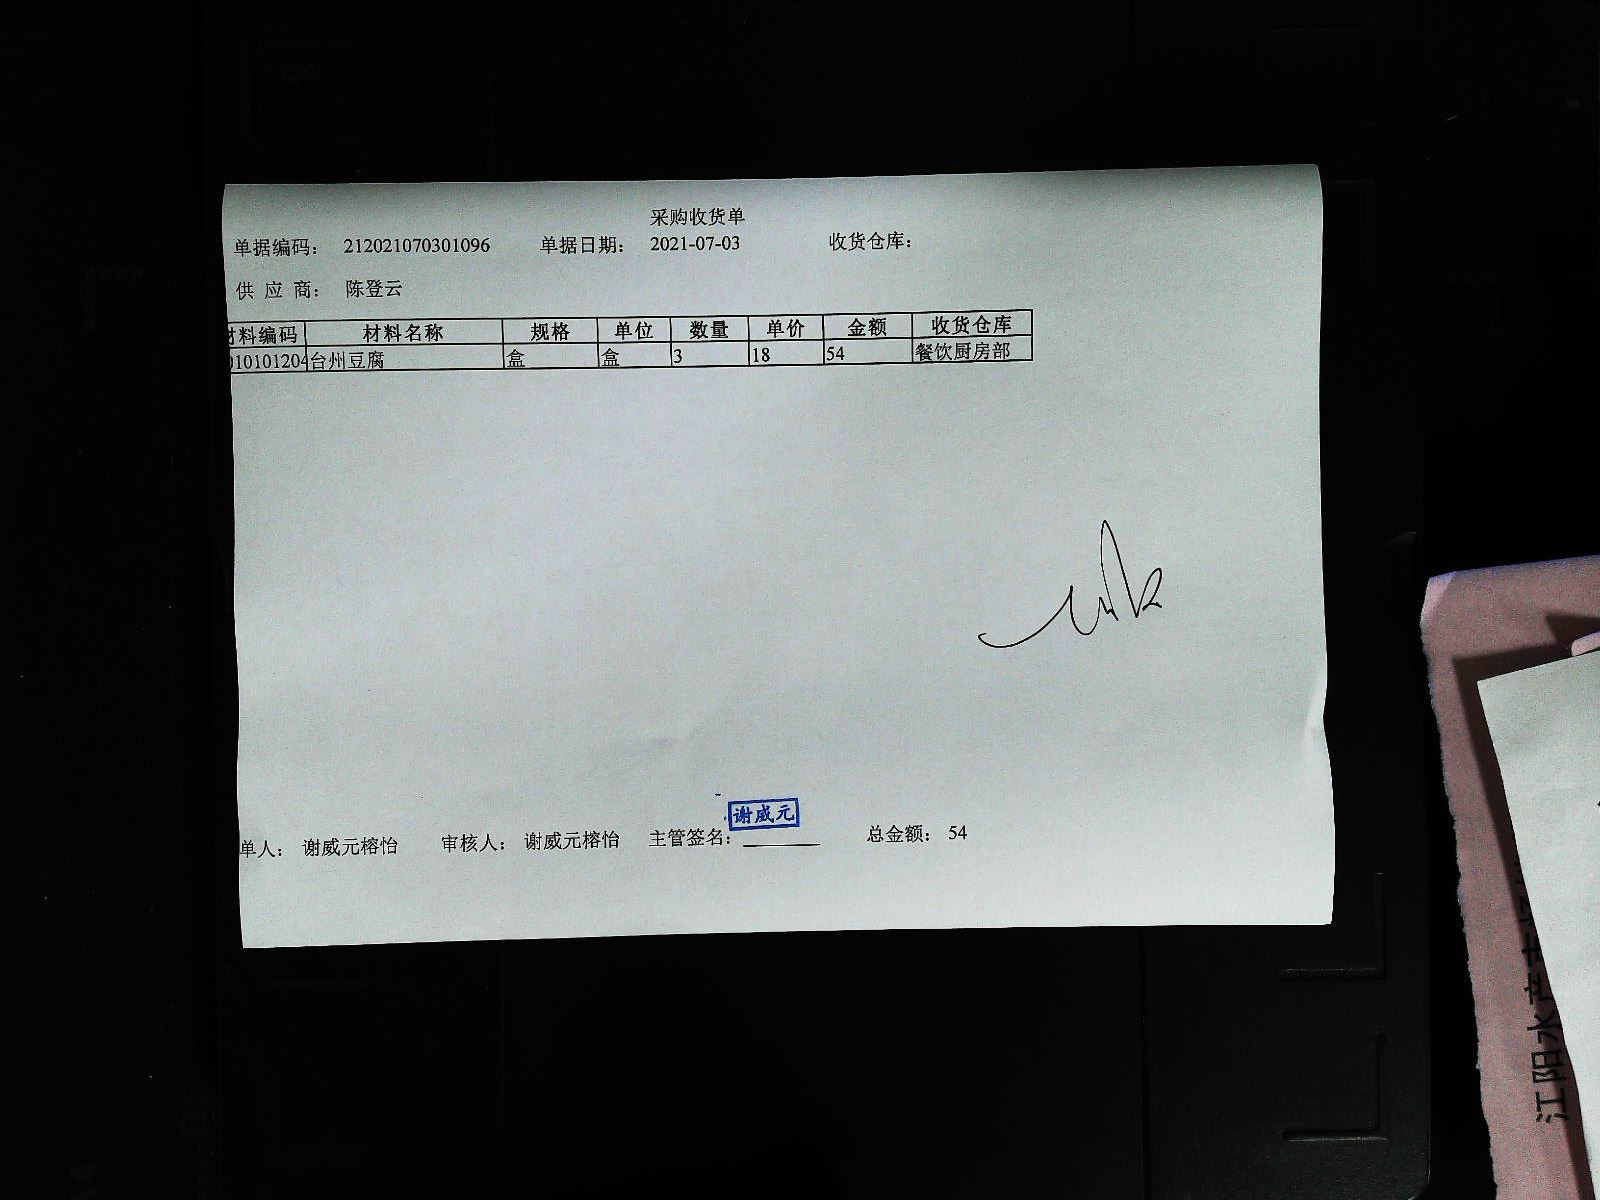 采购收货单
单据编码： 212021070301096 单据日期： 2021-07-03 收货仓库：
供 应 商： 陈登云
材料编码 材料名称 规格 单位 数量 单价 金额 收货仓库
010101204 台州豆腐 盒 盒 3 18 54 餐饮厨房部
谢威元
单人： 谢威元榕怡 审核人： 谢威元榕怡 主管签名： 总金额： 54
江阳水产